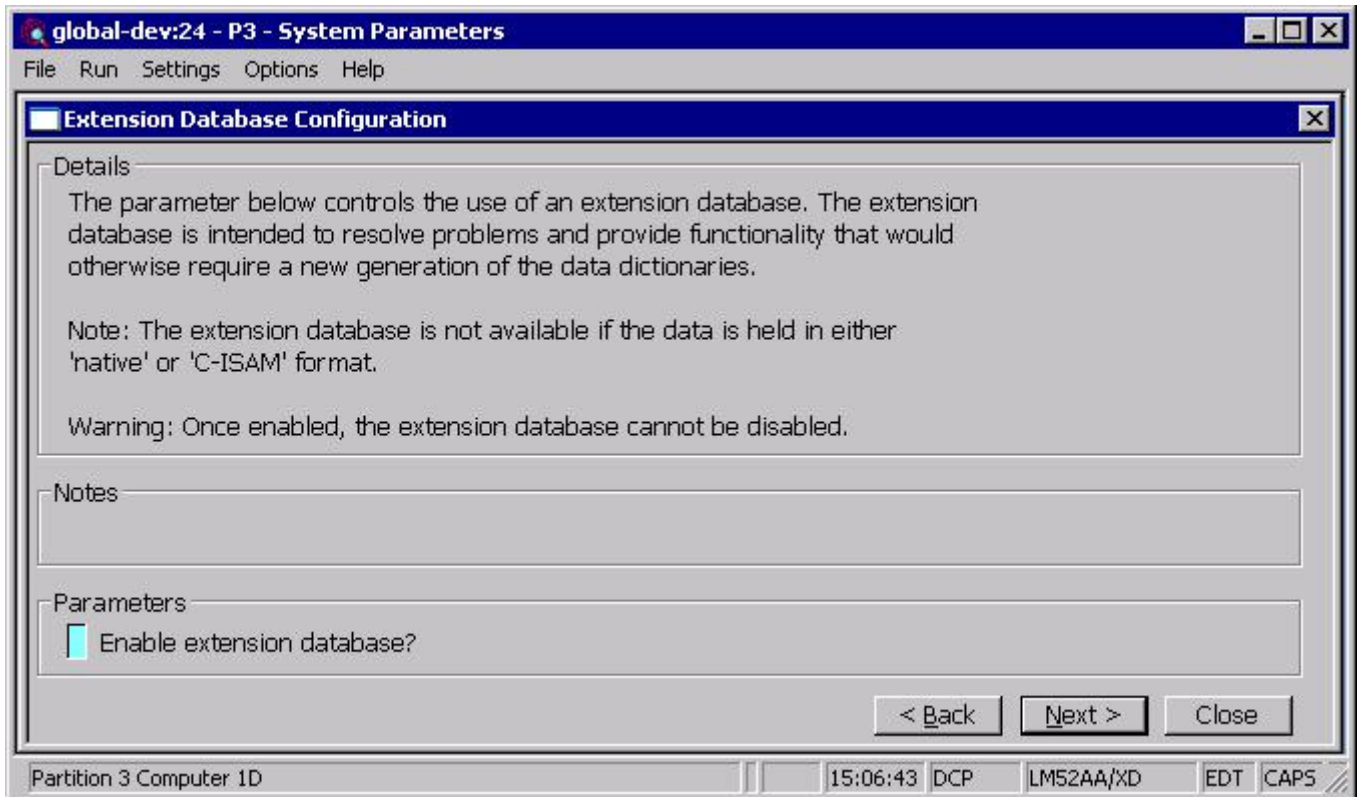 global-dev:24 - P3 - System Parameters
File Run Settings Options Help
Extension Database Configuration
Details
The parameter below controls the use of an extension database. The extension
database is intended to resolve problems and provide functionality that would
otherwise require a new generation of the data dictionaries.
Note: The extension database is not available if the data is held in either
'native' or 'C-ISAM' format.
Warning: Once enabled, the extension database cannot be disabled.
Notes
Parameters
Enable extension database?
< Back Next > Close
Partition 3 Computer 1D 15:06:43 DCP LM52AA/XD EDT CAPS